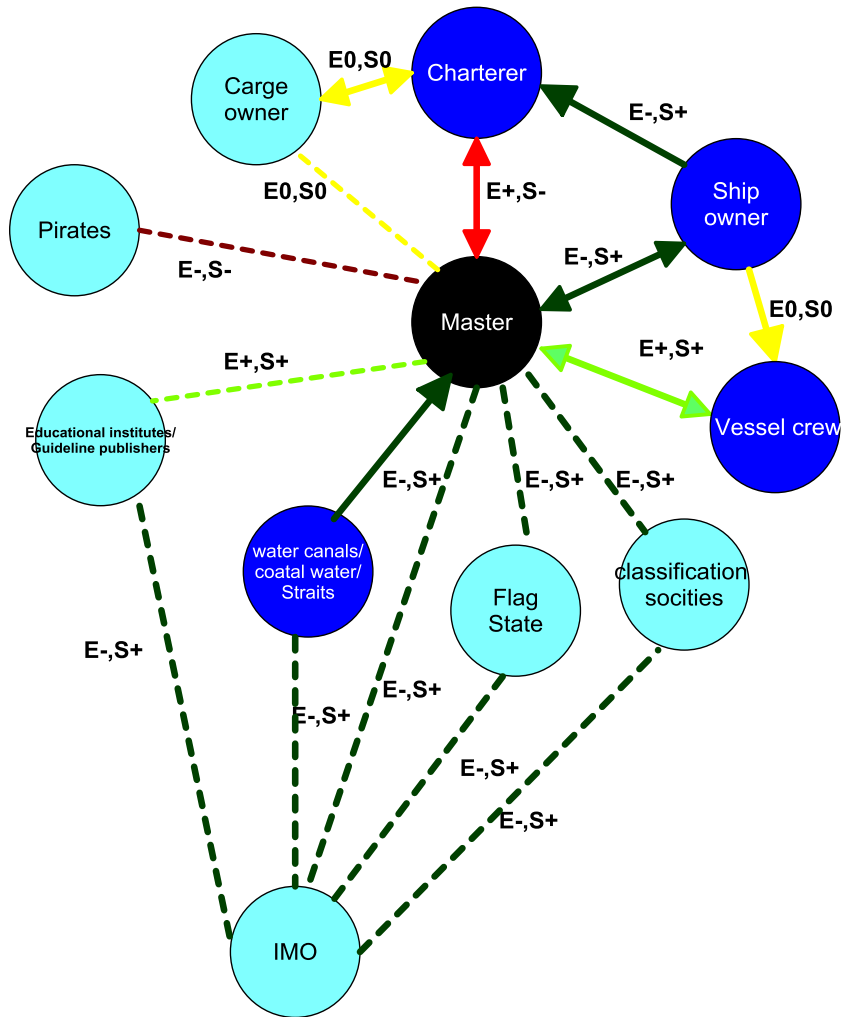 E0,S0
Charterer
Carge
owner
E-,S+
E0,S0
E+,S-
Ship
owner
Pirates
E-,S-
E-,S+
E0,S0
Master
E+,S+
E+,S+
Educational institutes/
Guideline publishers
Vessel crew
E-,S+
E-,S+
E-,S+
water canals/
coatal water/
Straits
classification
socities
Flag
State
E-,S+
E-,S+
E-,S+
E-,S+
E-,S+
IMO